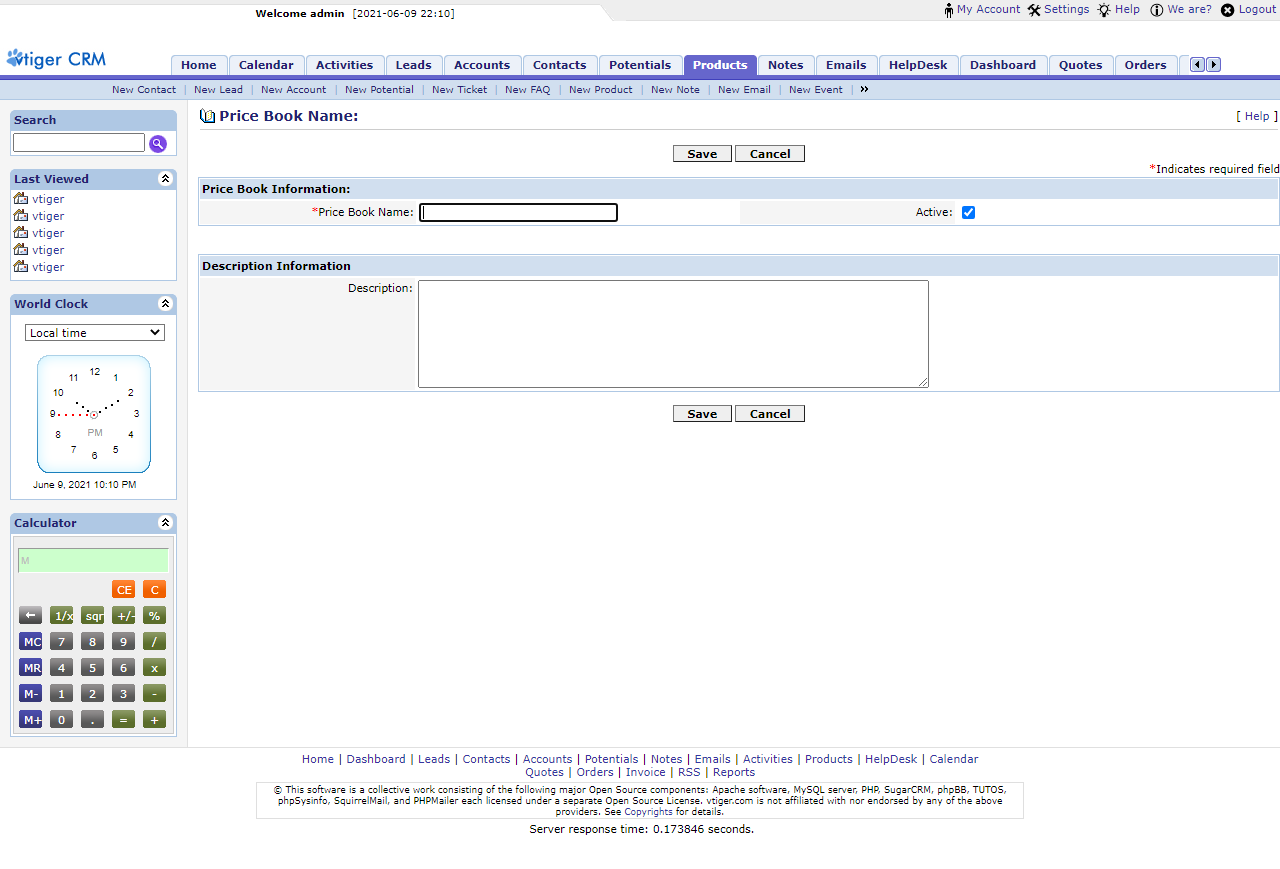 Welcome admin [2021-06-09 22:10]
My Account Settings Help We are? Logout
vtiger CRM
Home Calendar Activities Leads Accounts Contacts Potentials Products Notes Emails HelpDesk Dashboard Quotes Orders
New Contact | New Lead | New Account | New Potential | New Ticket | New FAQ | New Product | New Note | New Email | New Event | »
Search
Last Viewed
vtiger
vtiger
vtiger
vtiger
vtiger
World Clock
Local time
12
11 1
10 2
9 3
8 PM 4
7 5
6
June 9, 2021 10:10 PM
Calculator
M
CE C
← 1/x sqr +/- %
MC 7 8 9 /
MR 4 5 6 x
M- 1 2 3 -
M+ 0 . = +
Price Book Name:
[ Help ]
Save Cancel
*Indicates required field
Price Book Information:
*Price Book Name: Active:
Description Information
Description:
Save Cancel
Home | Dashboard | Leads | Contacts | Accounts | Potentials | Notes | Emails | Activities | Products | HelpDesk | Calendar
Quotes | Orders | Invoice | RSS | Reports
© This software is a collective work consisting of the following major Open Source components: Apache software, MySQL server, PHP, SugarCRM, phpBB, TUTOS,
phpSysinfo, SquirrelMail, and PHPMailer each licensed under a separate Open Source License. vtiger.com is not affiliated with nor endorsed by any of the above
providers. See Copyrights for details.
Server response time: 0.173846 seconds.